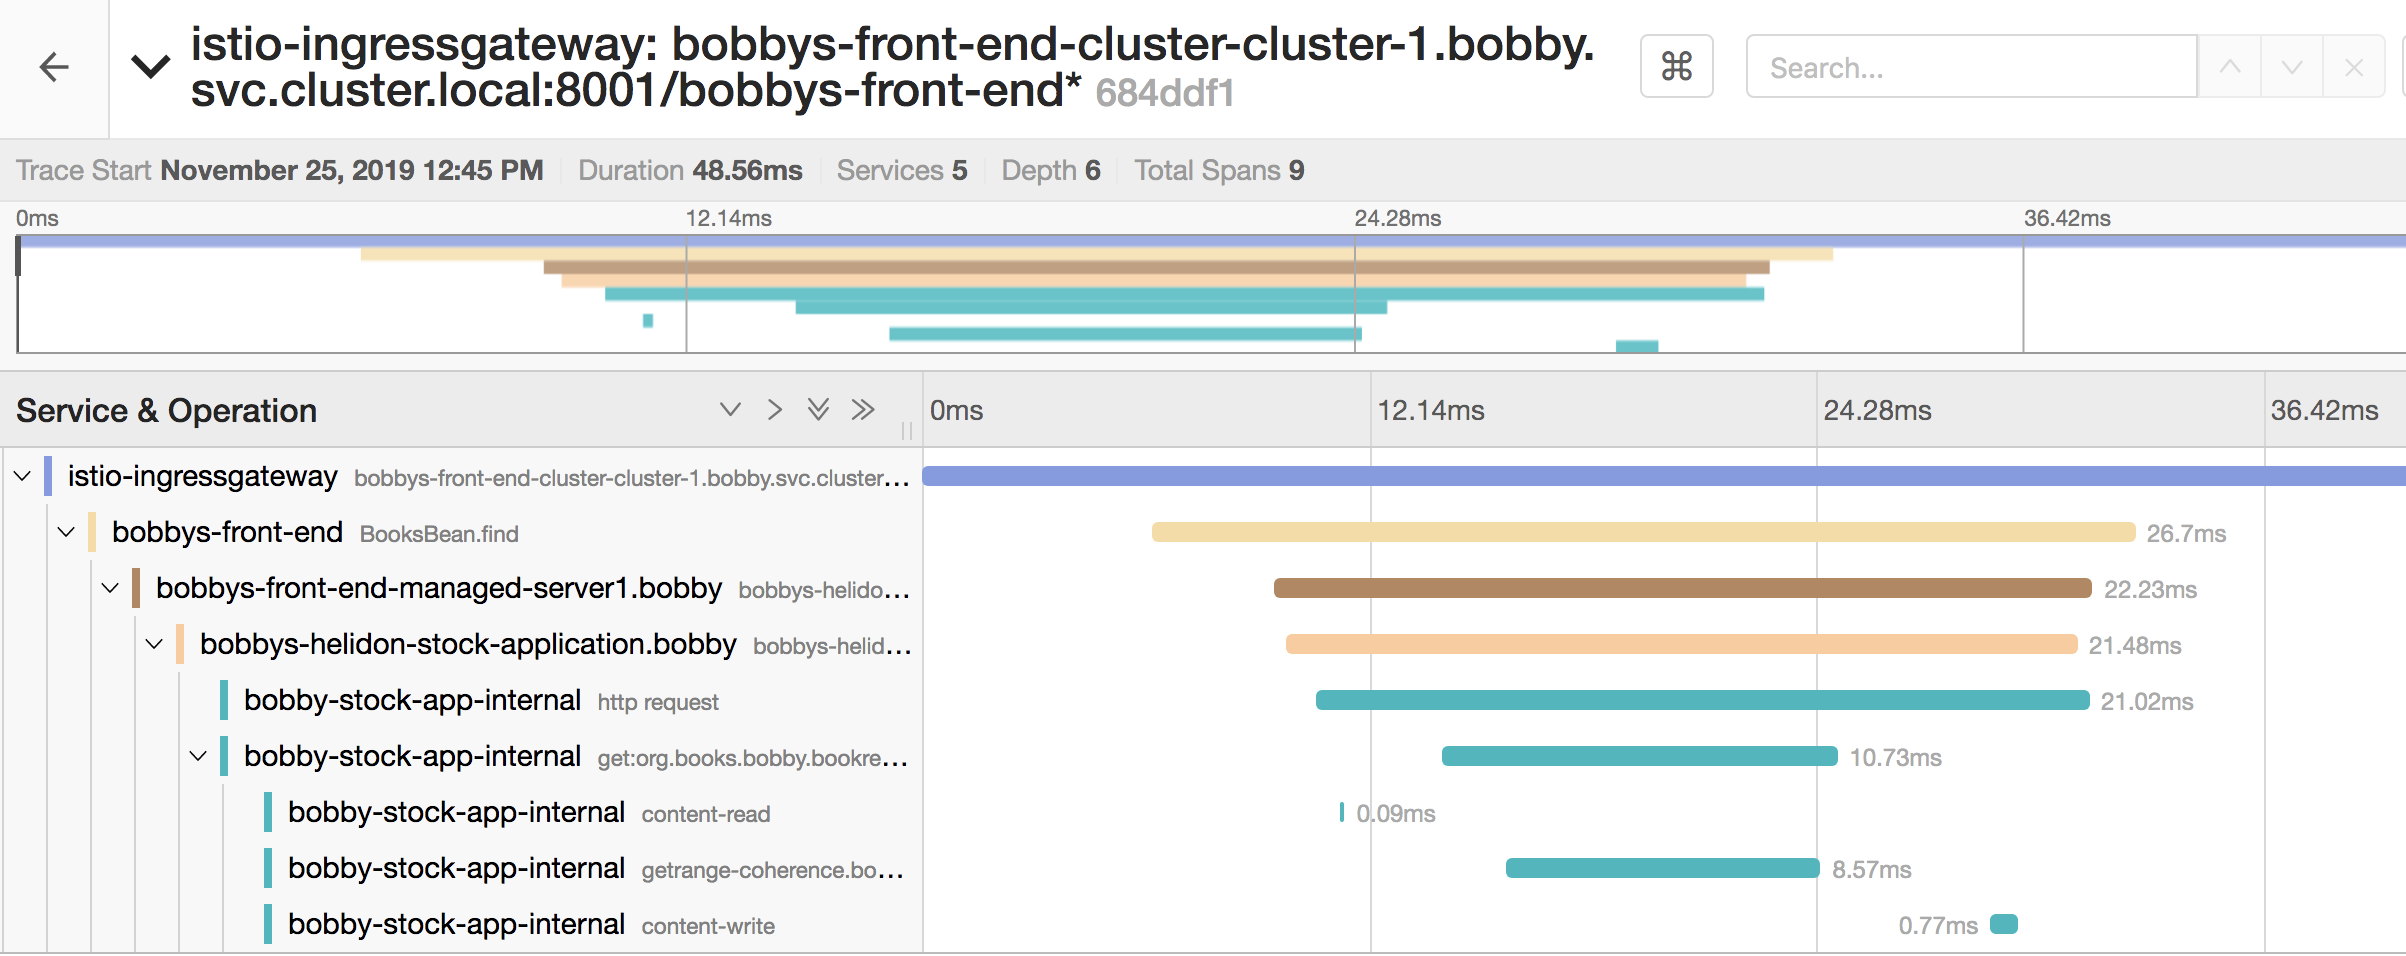 istio-ingressgateway: bobbys-front-end-cluster-cluster-1.bobby.
svc.cluster.local:8001/bobbys-front-end* 684ddf1
⌘ Search...
Trace Start November 25, 2019 12:45 PM Duration 48.56ms Services 5 Depth 6 Total Spans 9
0ms 12.14ms 24.28ms 36.42ms
Service & Operation 0ms 12.14ms 24.28ms 36.42ms
istio-ingressgateway bobbys-front-end-cluster-cluster-1.bobby.svc.cluster...
bobbys-front-end BooksBean.find 26.7ms
bobbys-front-end-managed-server1.bobby bobbys-helido... 22.23ms
bobbys-helidon-stock-application.bobby bobbys-helid... 21.48ms
bobby-stock-app-internal http request 21.02ms
bobby-stock-app-internal get:org.books.bobby.bookre... 10.73ms
bobby-stock-app-internal content-read 0.09ms
bobby-stock-app-internal getrange-coherence.bo... 8.57ms
bobby-stock-app-internal content-write 0.77ms